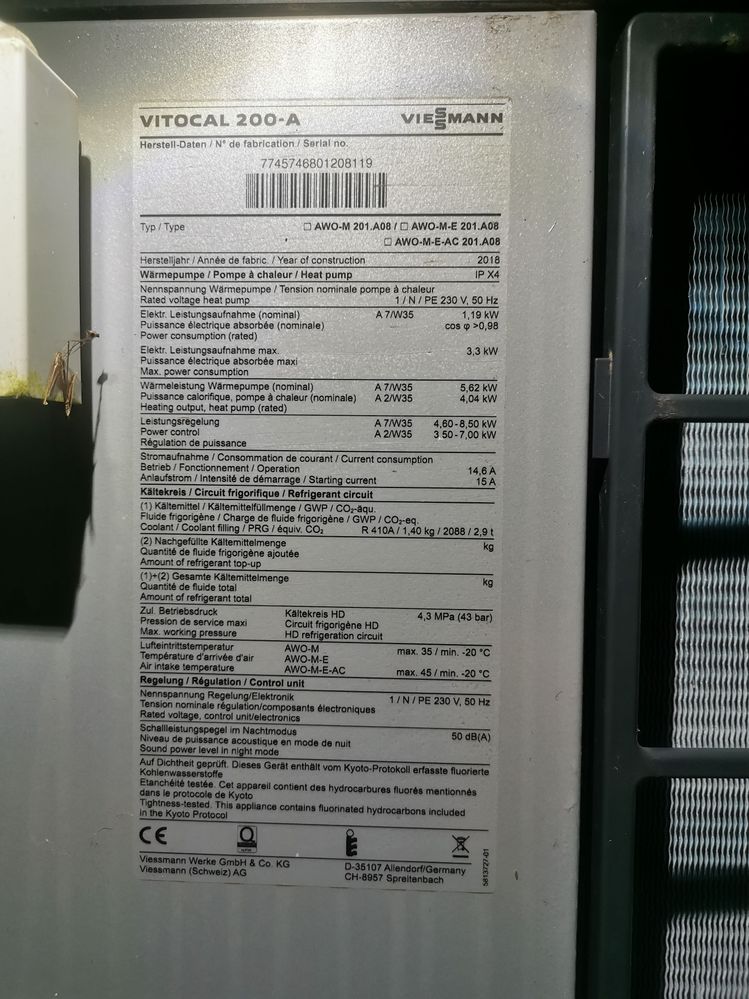 VITOCAL 200-A VIESSMANN
Herstell-Daten / N° de fabrication / Serial no.
7745746801208119
Typ / Type ☐ AWO-M 201.A08 / ☐ AWO-M-E 201.A08
☐ AWO-M-E-AC 201.A08
Herstelljahr / Année de fabric. / Year of construction 2018
Wärmepumpe / Pompe à chaleur / Heat pump IP X4
Nennspannung Wärmepumpe / Tension nominale pompe à chaleur
Rated voltage heat pump 1 / N / PE 230 V, 50 Hz
Elektr. Leistungsaufnahme (nominal) A 7/W35 1,19 kW
Puissance électrique absorbée (nominale) cos φ >0,98
Power consumption (rated)
Elektr. Leistungsaufnahme max. 3,3 kW
Puissance électrique absorbée maxi
Max. power consumption
Wärmeleistung Wärmepumpe (nominal) A 7/W35 5,62 kW
Puissance calorifique, pompe à chaleur (nominale) A 2/W35 4,04 kW
Heating output, heat pump (rated)
Leistungsregelung A 7/W35 4,60-8,50 kW
Power control A 2/W35 3 50-7,00 kW
Régulation de puissance
Stromaufnahme / Consommation de courant / Current consumption
Betrieb / Fonctionnement / Operation 14,6 A
Anlaufstrom / Intensité de démarrage / Starting current 15 A
Kältekreis / Circuit frigorifique / Refrigerant circuit
(1) Kältemittel / Kältemittelfüllmenge / GWP / CO₂-äqu.
Fluide frigorigène / Charge de fluide frigorigène / GWP / CO₂-eq.
Coolant / Coolant filling / PRG / équiv. CO₂ R 410A / 1,40 kg / 2088 / 2,9 t
(2) Nachgefüllte Kältemittelmenge kg
Quantité de fluide frigorigène ajoutée
Amount of refrigerant top-up
(1)+(2) Gesamte Kältemittelmenge kg
Quantité de fluide total
Amount of refrigerant total
Zul. Betriebsdruck Kältekreis HD 4,3 MPa (43 bar)
Pression de service maxi Circuit frigorigène HD
Max. working pressure HD refrigeration circuit
Lufteintrittstemperatur AWO-M max. 35 / min. -20 °C
Température d'arrivée d'air AWO-M-E
Air intake temperature AWO-M-E-AC max. 45 / min. -20 °C
Regelung / Régulation / Control unit
Nennspannung Regelung/Elektronik 1 / N / PE 230 V, 50 Hz
Tension nominale régulation/composants électroniques
Rated voltage, control unit/electronics
Schallleistungspegel im Nachtmodus 50 dB(A)
Niveau de puissance acoustique en mode de nuit
Sound power level in night mode
Auf Dichtheit geprüft. Dieses Gerät enthält vom Kyoto-Protokoll erfasste fluorierte
Kohlenwasserstoffe
Etanchéité testée. Cet appareil contient des hydrocarbures fluorés mentionnés
dans le protocole de Kyoto
Tightness-tested. This appliance contains fluorinated hydrocarbons included
in the Kyoto Protocol
CE
Viessmann Werke GmbH & Co. KG D-35107 Allendorf/Germany
Viessmann (Schweiz) AG CH-8957 Spreitenbach
5813727-01